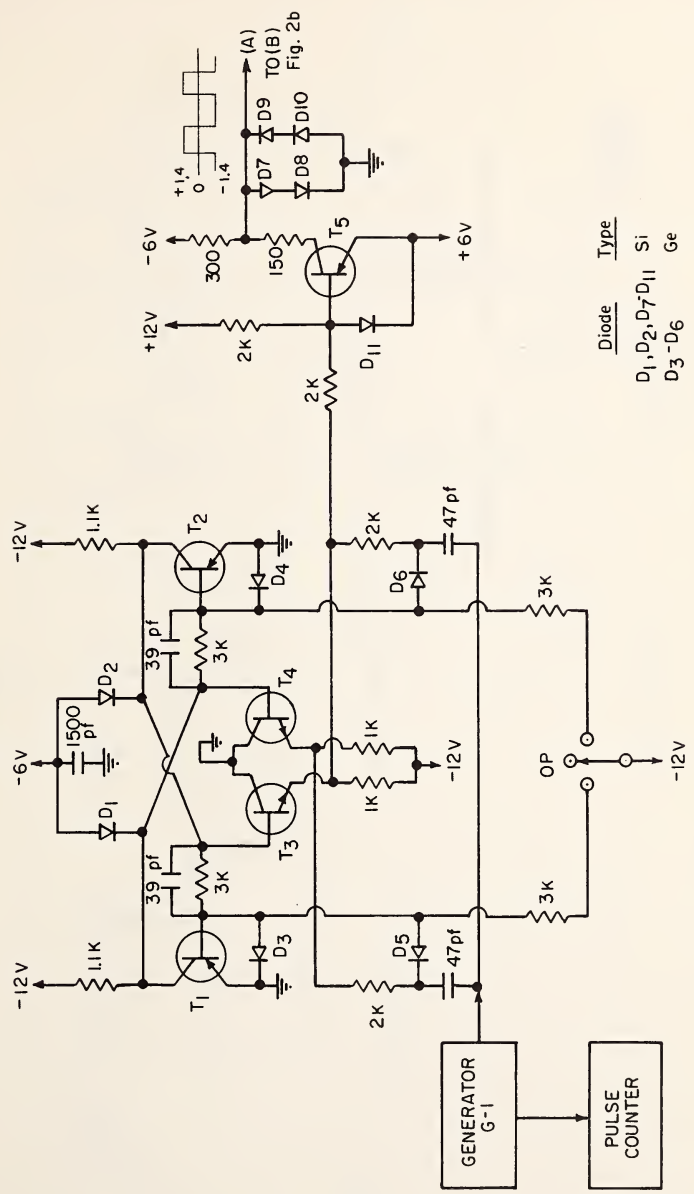 -12V
1.1K
T1
39 pf
3K
D3
D1
-6V
1500 pf
D2
-12V
1.1K
T2
39 pf
3K
D4
T3
T4
1K
1K
-12V
2K
D5
47pf
2K
D6
47pf
3K
OP
3K
-12V
GENERATOR
G-1
PULSE
COUNTER
2K
+12V
2K
D11
-6V
300
150
T5
+6V
+1.4
0
-1.4
(A)
TO(B)
Fig. 2b
D7
D8
D9
D10
Diode Type
D1,D2,D7-D11 Si
D3-D6 Ge